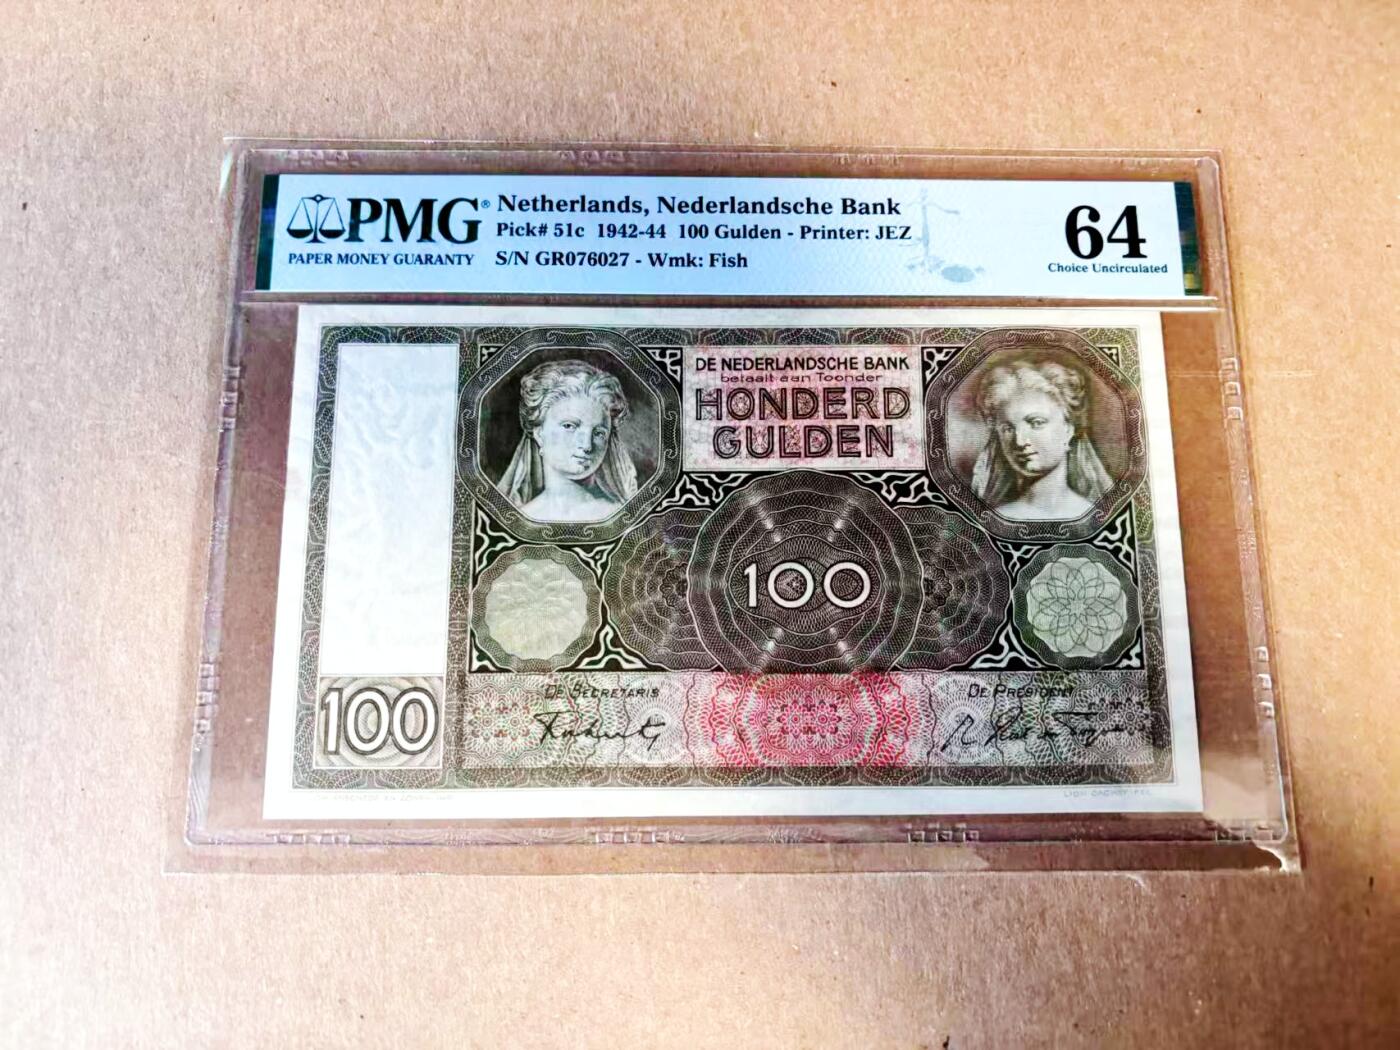 PMG®
PAPER MONEY GUARANTY
Netherlands, Nederlandsche Bank
Pick# 51c 1942-44 100 Gulden - Printer: JEZ
S/N GR076027 - Wmk: Fish
64
Choice Uncirculated
DE NEDERLANDSCHE BANK
betaalt aan Toonder
HONDERD
GULDEN
100
DE SECRETARIS
DE PRESIDENT
100